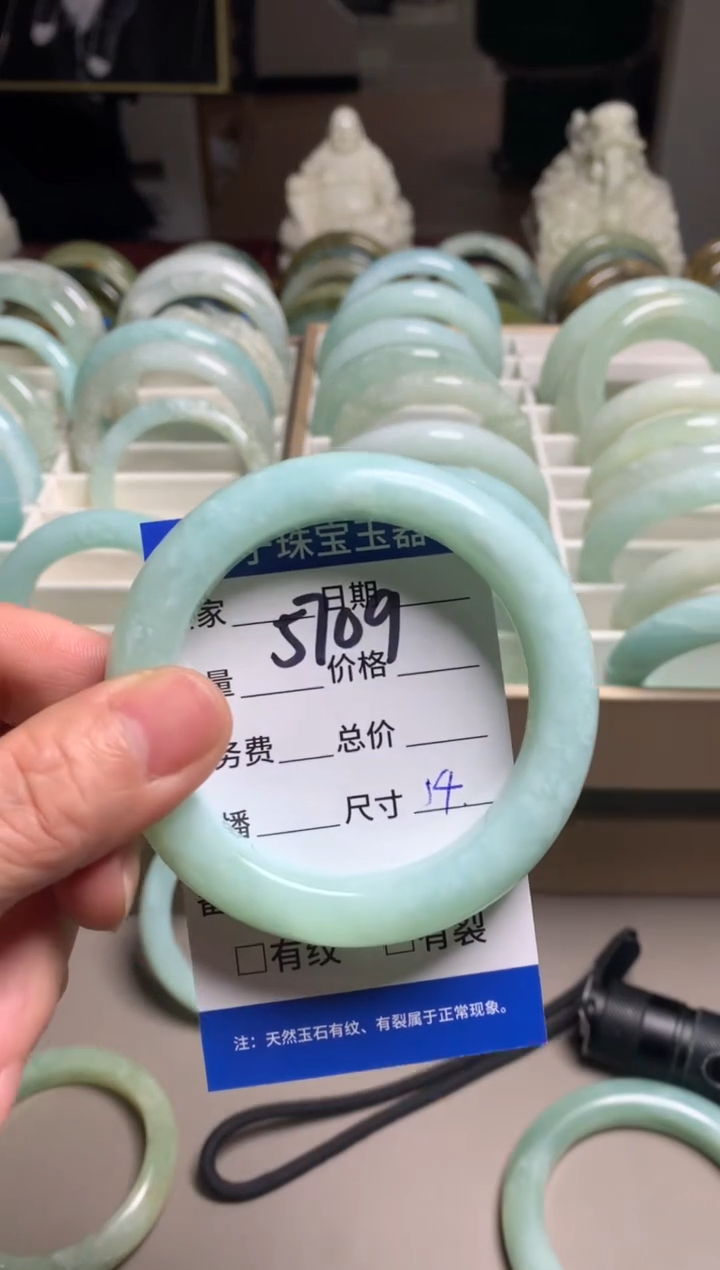 珠宝玉器
家 日期
5709
量 价格
务费 总价
播 尺寸 14.
备
□有纹 □有裂
注：天然玉石有纹、有裂属于正常现象。